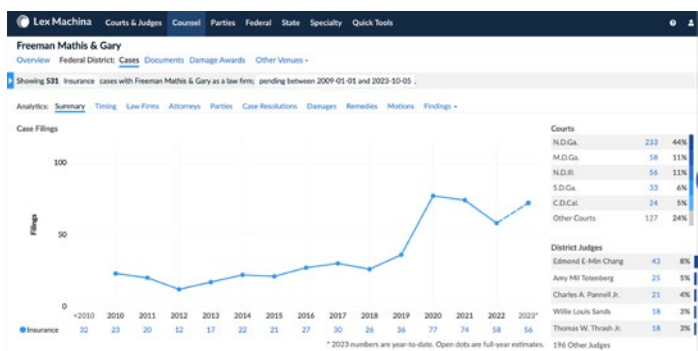 Lex Machina Courts & Judges Counsel Parties Federal State Specialty Quick Tools
Freeman Mathis & Gary
Overview Federal District: Cases Documents Damage Awards Other Venues
Showing 531 Insurance cases with Freeman Mathis & Gary as a law firm; pending between 2009-01-01 and 2023-10-05 .
Analytics: Summary Timing Law Firms Attorneys Parties Case Resolutions Damages Remedies Motions Findings
Case Filings
100
50
0
Filings
<2010 2010 2011 2012 2013 2014 2015 2016 2017 2018 2019 2020 2021 2022 2023*
Insurance 32 23 20 12 17 22 21 27 30 26 36 77 74 58 56
* 2023 numbers are year-to-date. Open dots are full-year estimates.
Courts
N.D.Ga. 233 44%
M.D.Ga. 58 11%
N.D.Ill. 56 11%
S.D.Ga. 33 6%
C.D.Cal. 24 5%
Other Courts 127 24%
District Judges
Edmond E-Min Chang 43 8%
Amy Mil Totenberg 25 5%
Charles A. Pannell Jr. 21 4%
Willie Louis Sands 18 3%
Thomas W. Thrash Jr. 18 3%
196 Other Judges